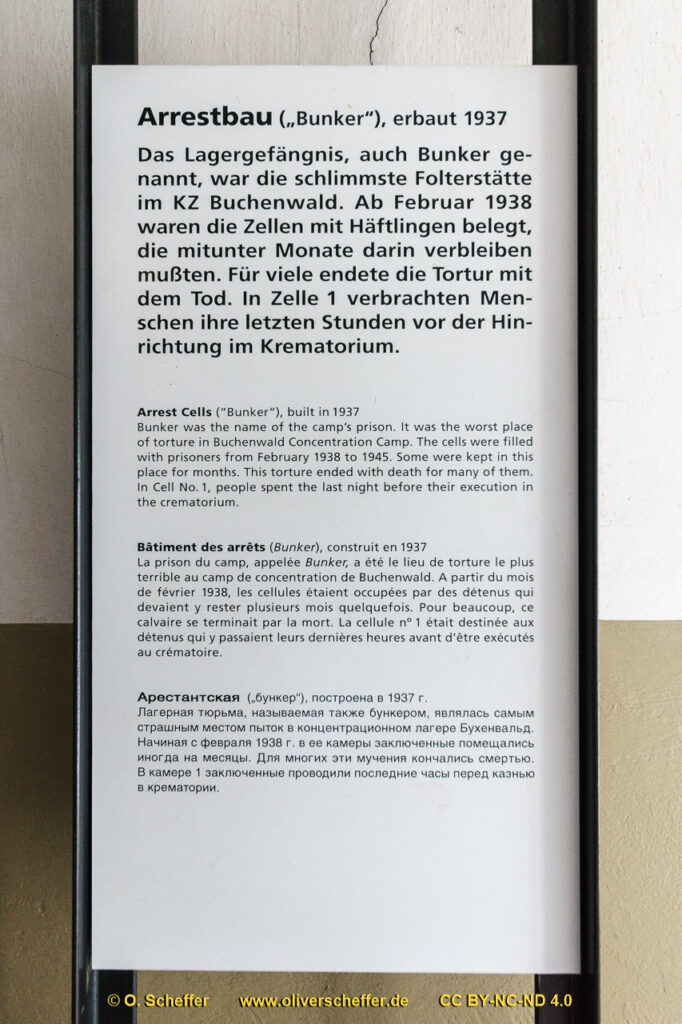 Arrestbau („Bunker“), erbaut 1937
Das Lagergefängnis, auch Bunker ge-
nannt, war die schlimmste Folterstätte
im KZ Buchenwald. Ab Februar 1938
waren die Zellen mit Häftlingen belegt,
die mitunter Monate darin verbleiben
mußten. Für viele endete die Tortur mit
dem Tod. In Zelle 1 verbrachten Men-
schen ihre letzten Stunden vor der Hin-
richtung im Krematorium.
Arrest Cells (“Bunker“), built in 1937
Bunker was the name of the camp’s prison. It was the worst place
of torture in Buchenwald Concentration Camp. The cells were filled
with prisoners from February 1938 to 1945. Some were kept in this
place for months. This torture ended with death for many of them.
In Cell No. 1, people spent the last night before their execution in
the crematorium.
Bâtiment des arrêts (Bunker), construit en 1937
La prison du camp, appelée Bunker, a été le lieu de torture le plus
terrible au camp de concentration de Buchenwald. A partir du mois
de février 1938, les cellules étaient occupées par des détenus qui
devaient y rester plusieurs mois quelquefois. Pour beaucoup, ce
calvaire se terminait par la mort. La cellule nº 1 était destinée aux
détenus qui y passaient leurs dernières heures avant d’être exécutés
au crématoire.
Арестантская („бункер“), построена в 1937 г.
Лагерная тюрьма, называемая также бункером, являлась самым
страшным местом пыток в концентрационном лагере Бухенвальд.
Начиная с февраля 1938 г. в ее камеры заключенные помещались
иногда на месяцы. Для многих эти мучения кончались смертью.
В камере 1 заключенные проводили последние часы перед казнью
в крематории.
© O. Scheffer www.oliverscheffer.de CC BY-NC-ND 4.0